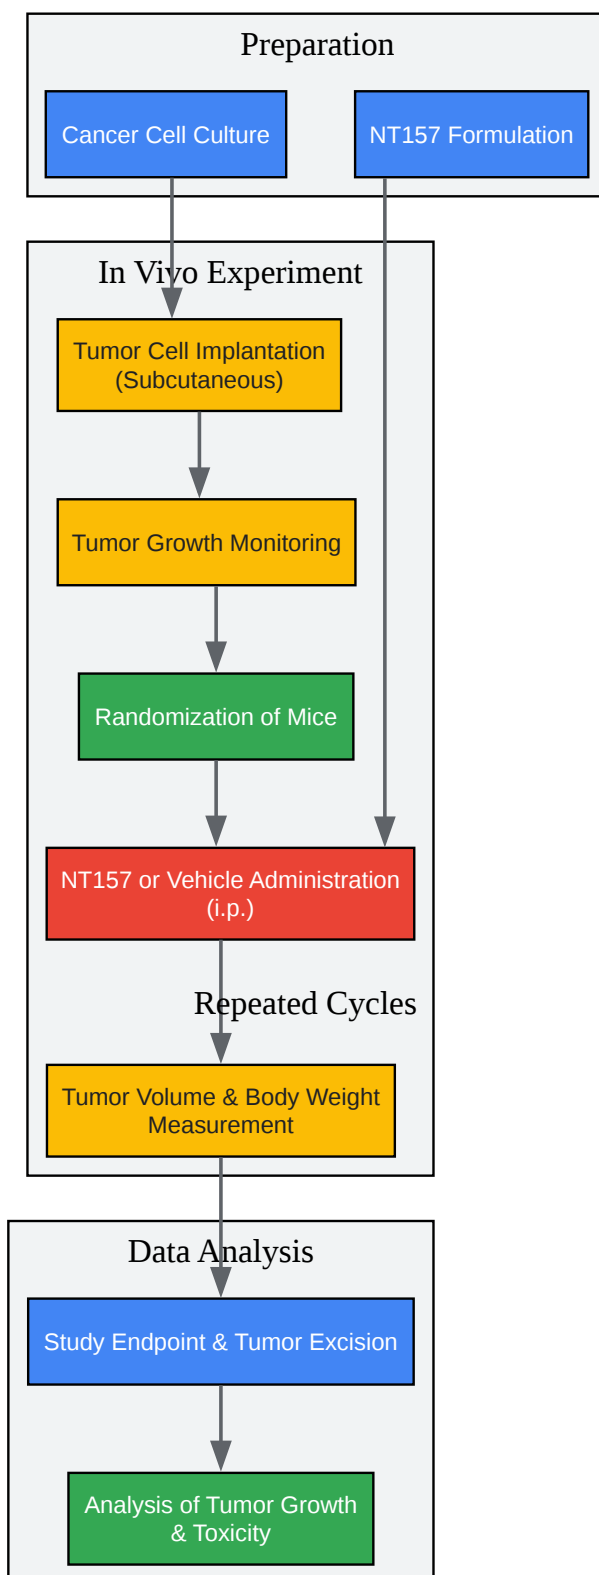 Preparation
Cancer Cell Culture
NT157 Formulation
In Vivo Experiment
Tumor Cell Implantation
(Subcutaneous)
Tumor Growth Monitoring
Randomization of Mice
NT157 or Vehicle Administration
(i.p.)
Repeated Cycles
Tumor Volume & Body Weight
Measurement
Data Analysis
Study Endpoint & Tumor Excision
Analysis of Tumor Growth
& Toxicity